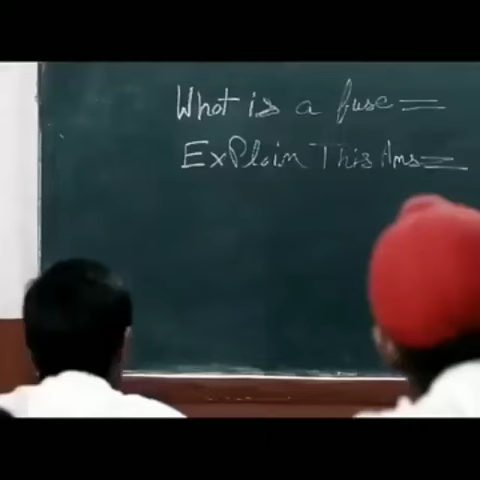 What is a fuse =
ExPlain This Ans =